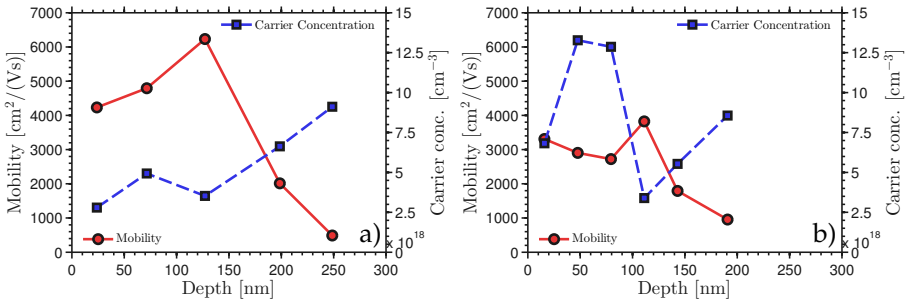 7000
6000
5000
4000
3000
2000
1000
0
Mobility [cm²/(Vs)]
Carrier Concentration
Mobility
a)
15
12.5
10
7.5
5
2.5
0
x 10¹⁸
Carrier conc. [cm⁻³]
0 50 100 150 200 250 300
Depth [nm]
7000
6000
5000
4000
3000
2000
1000
0
Mobility [cm²/(Vs)]
Carrier Concentration
Mobility
b)
15
12.5
10
7.5
5
2.5
0
x 10¹⁸
Carrier conc. [cm⁻³]
0 50 100 150 200 250 300
Depth [nm]